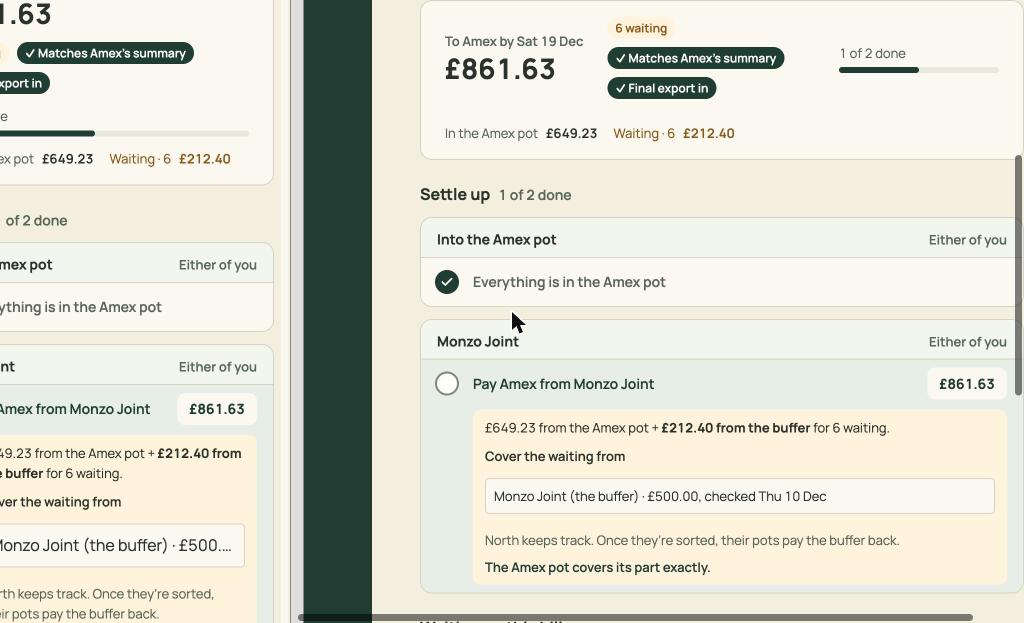 1.63
✓ Matches Amex's summary
xport in
e
ex pot £649.23 Waiting · 6 £212.40
of 2 done
mex pot Either of you
ything is in the Amex pot
nt Either of you
Amex from Monzo Joint £861.63
49.23 from the Amex pot + £212.40 from
e buffer for 6 waiting.
ver the waiting from
Monzo Joint (the buffer) · £500....
rth keeps track. Once they're sorted,
eir pots pay the buffer back.
To Amex by Sat 19 Dec
£861.63
6 waiting
✓ Matches Amex's summary
✓ Final export in
1 of 2 done
In the Amex pot £649.23 Waiting · 6 £212.40
Settle up 1 of 2 done
Into the Amex pot Either of you
Everything is in the Amex pot
Monzo Joint Either of you
Pay Amex from Monzo Joint £861.63
£649.23 from the Amex pot + £212.40 from the buffer for 6 waiting.
Cover the waiting from
Monzo Joint (the buffer) · £500.00, checked Thu 10 Dec
North keeps track. Once they're sorted, their pots pay the buffer back.
The Amex pot covers its part exactly.